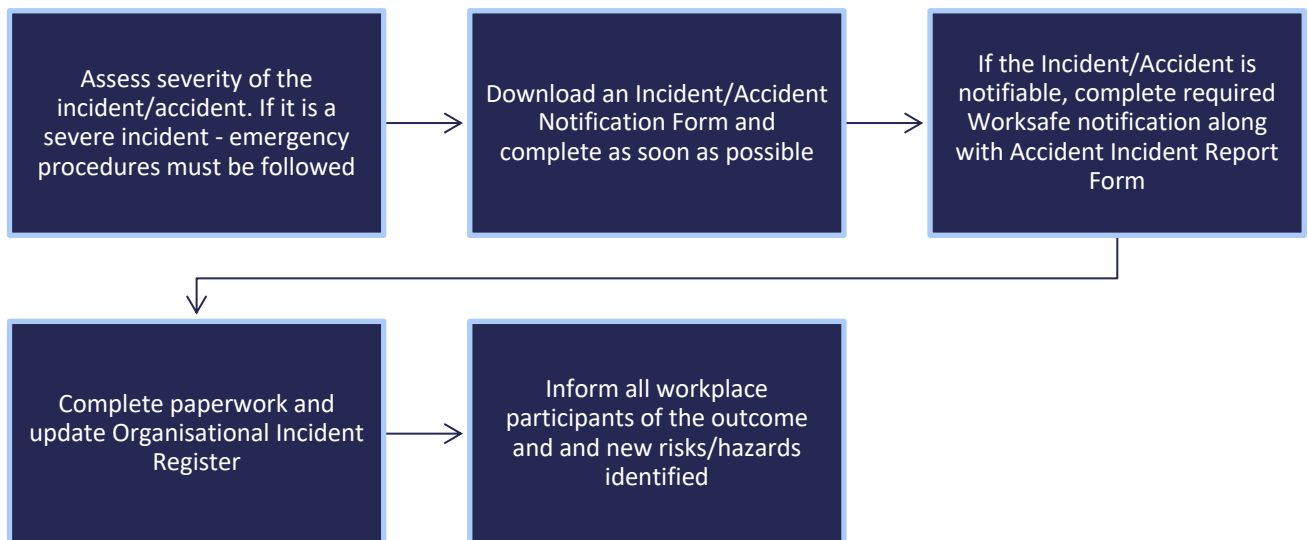 Assess severity of the
incident/accident. If it is a
severe incident - emergency
procedures must be followed
Download an Incident/Accident
Notification Form and
complete as soon as possible
If the Incident/Accident is
notifiable, complete required
Worksafe notification along
with Accident Incident Report
Form
Complete paperwork and
update Organisational Incident
Register
Inform all workplace
participants of the outcome
and and new risks/hazards
identified